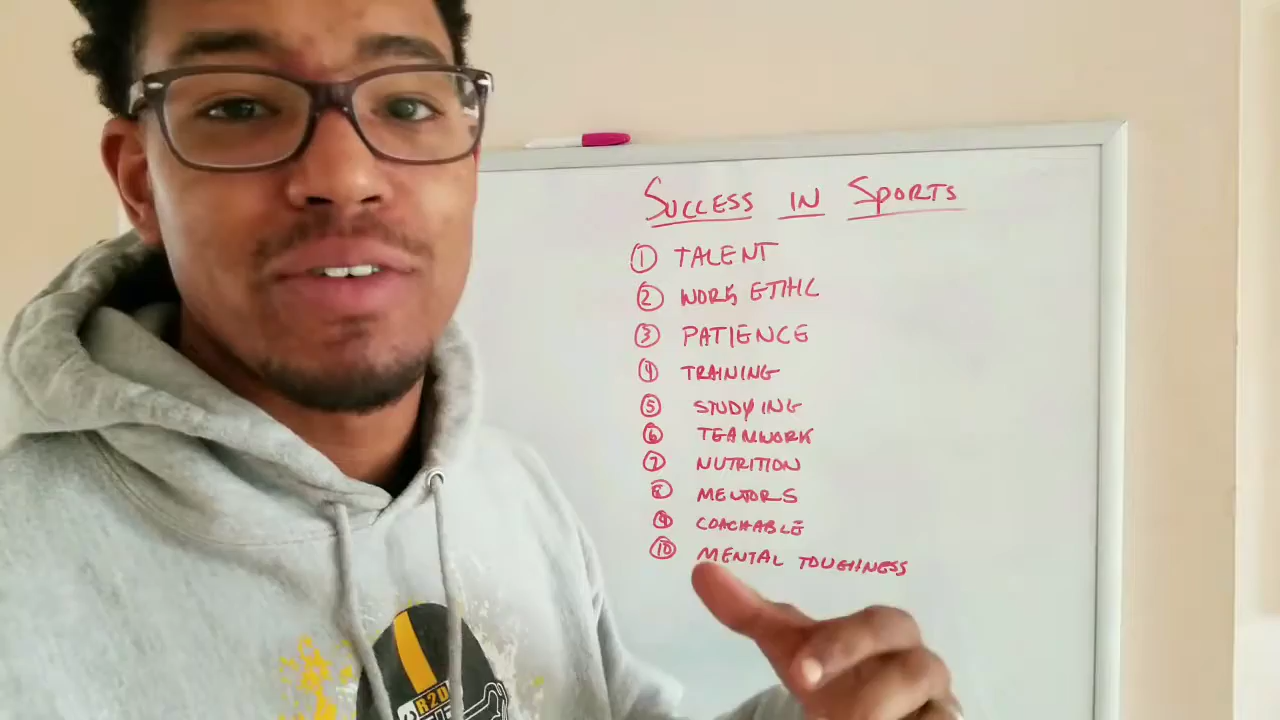 SUCCESS IN SPORTS
① TALENT
② WORK ETHIC
③ PATIENCE
④ TRAINING
⑤ STUDYING
⑥ TEAMWORK
⑦ NUTRITION
⑧ MENTORS
⑨ COACHABLE
⑩ MENTAL TOUGHNESS
R2D